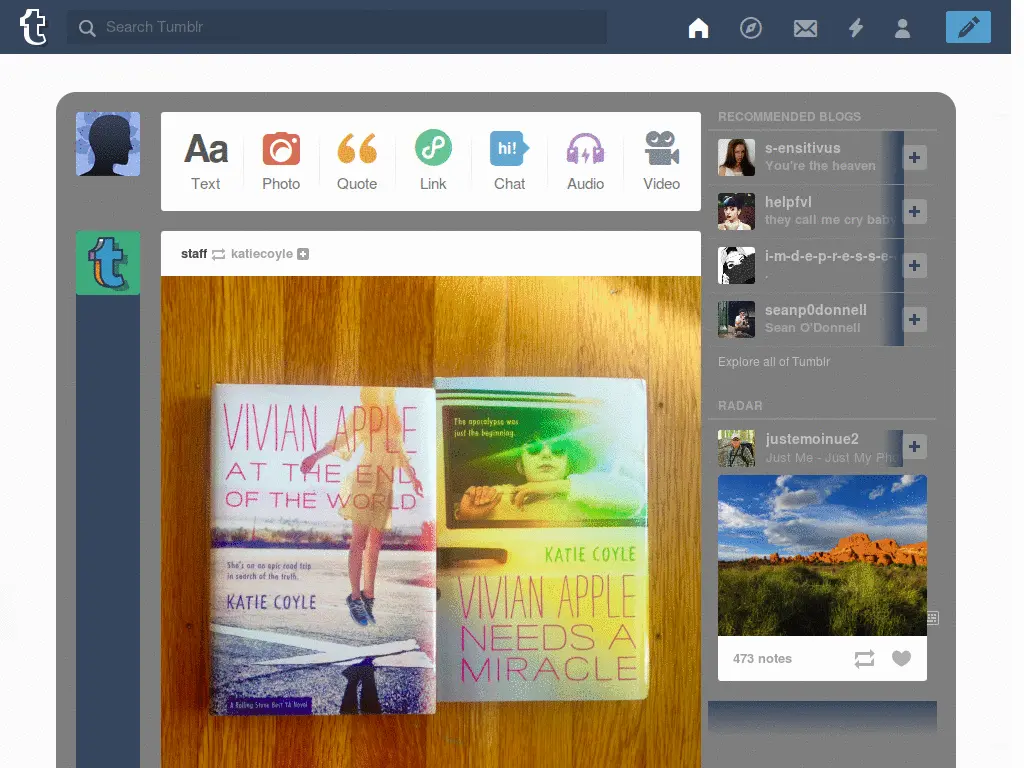 Search Tumblr
Aa
hi!
Text
Photo
Quote
Link
Chat
Audio
Video
staff katiecoyle
VIVIAN APPLE
AT THE END
OF THE WORLD
She's on an epic road trip
in search of the truth.
KATIE COYLE
A Rolling Stone Best YA Novel
The apocalypse was
just the beginning.
KATIE COYLE
VIVIAN APPLE
NEEDS A
MIRACLE
RECOMMENDED BLOGS
s-ensitivus
You're the heaven
helpfvl
they call me cry baby
i-m-d-e-p-r-e-s-s-e-
.
seanp0donnell
Sean O'Donnell
Explore all of Tumblr
RADAR
justemoinue2
Just Me - Just My Pho
473 notes